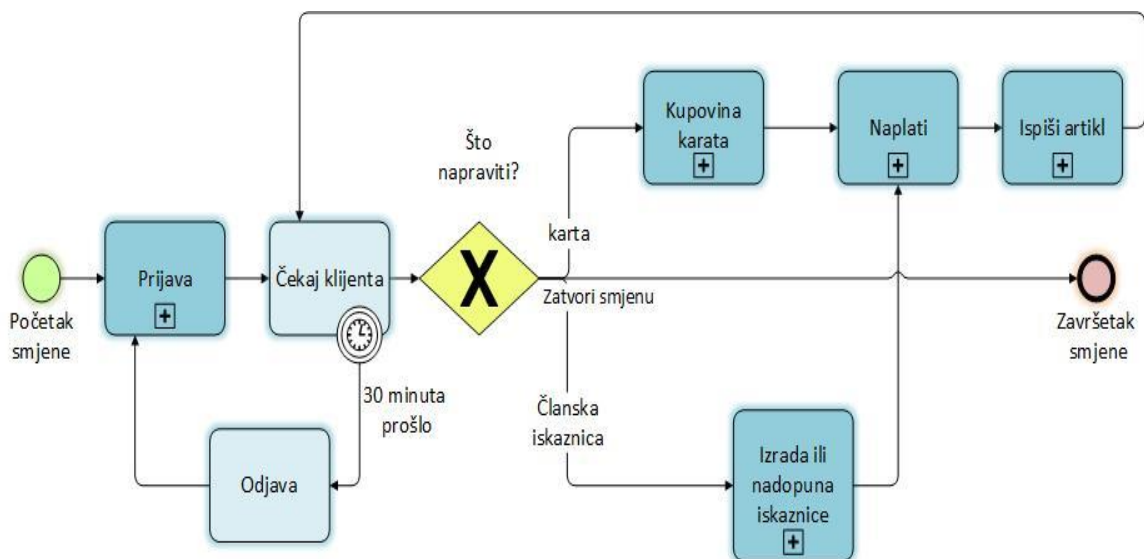 Kupovina
karata
Naplati
Ispiši artikl
Što
napraviti?
karta
Prijava
Čekaj klijenta
X
Zatvori smjenu
Početak
smjene
Završetak
smjene
30 minuta
prošlo
Članska
iskaznica
Odjava
Izrada ili
nadopuna
iskaznice